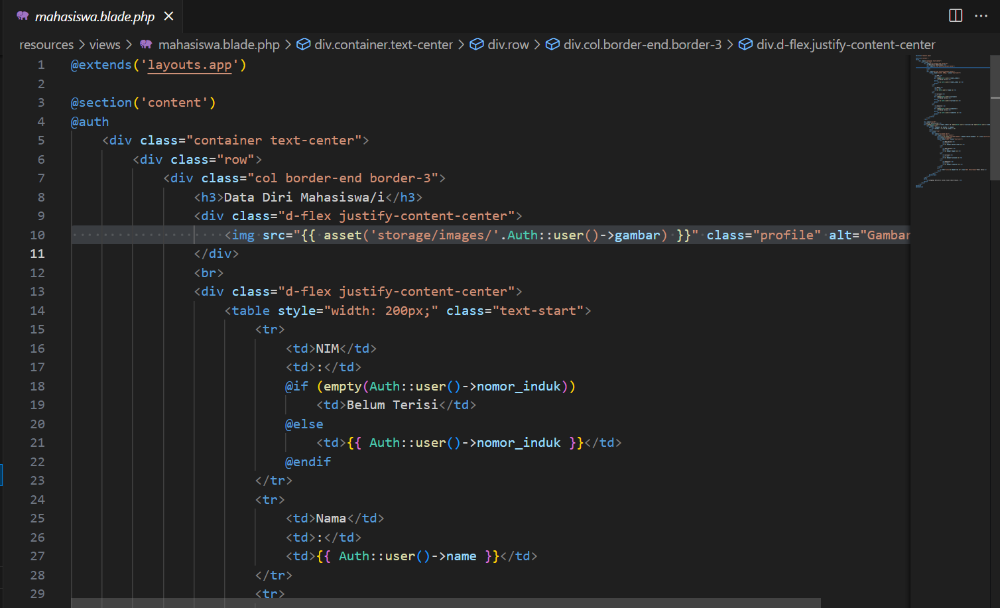 mahasiswa.blade.php
resources > views > mahasiswa.blade.php > div.container.text-center > div.row > div.col.border-end.border-3 > div.d-flex.justify-content-center
1 @extends('layouts.app')
2
3 @section('content')
4 @auth
5 <div class="container text-center">
6 <div class="row">
7 <div class="col border-end border-3">
8 <h3>Data Diri Mahasiswa/i</h3>
9 <div class="d-flex justify-content-center">
10 <img src="{{ asset('storage/images/'.Auth::user()->gambar) }}" class="profile" alt="Gambar
11 </div>
12 <br>
13 <div class="d-flex justify-content-center">
14 <table style="width: 200px;" class="text-start">
15 <tr>
16 <td>NIM</td>
17 <td>:</td>
18 @if (empty(Auth::user()->nomor_induk))
19 <td>Belum Terisi</td>
20 @else
21 <td>{{ Auth::user()->nomor_induk }}</td>
22 @endif
23 </tr>
24 <tr>
25 <td>Nama</td>
26 <td>:</td>
27 <td>{{ Auth::user()->name }}</td>
28 </tr>
29 <tr>